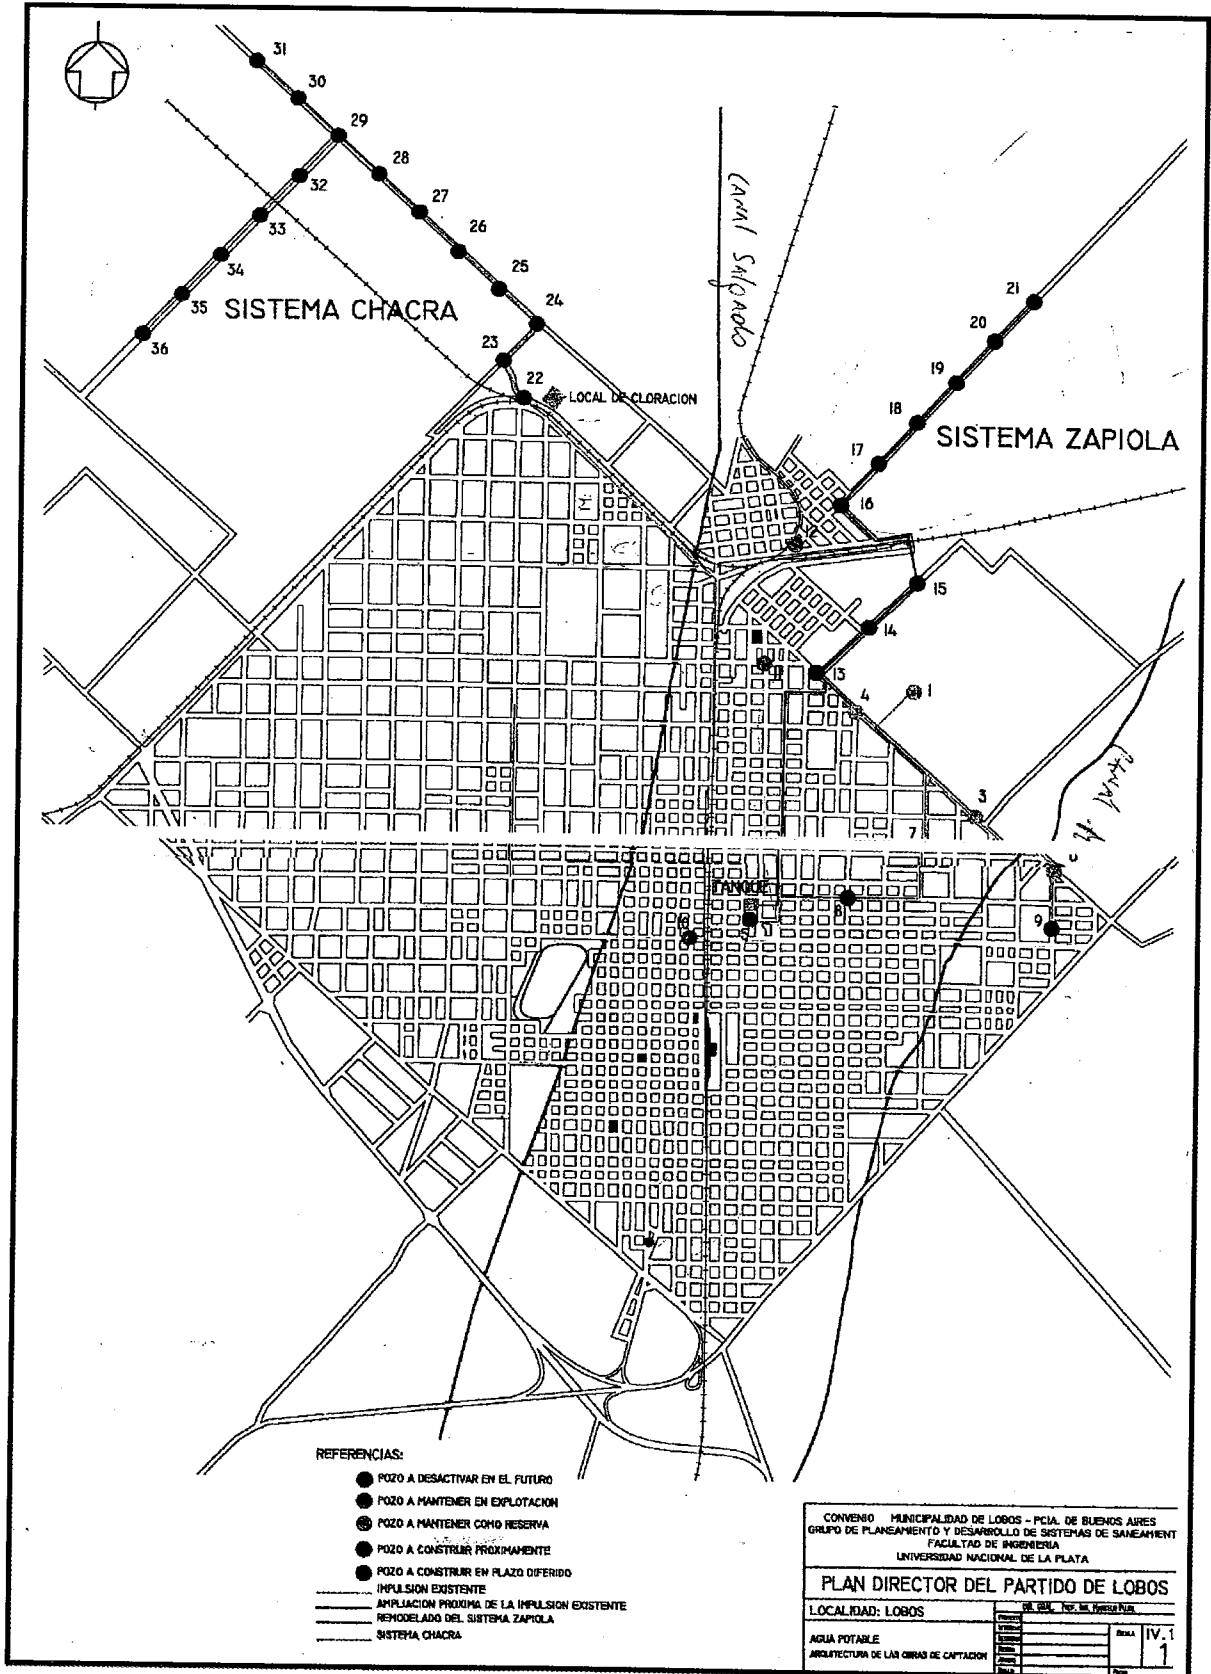 31
30
29
28
32
27
33
26
34
25
35
24
SISTEMA CHACRA
36
23
22
LOCAL DE CLORACION
CANAL SALGADO
21
20
19
18
SISTEMA ZAPIOLA
17
16
12
15
14
13
11
4
1
3
7
CANAL
TANQUE
8
10
5
9
REFERENCIAS:
POZO A DESACTIVAR EN EL FUTURO
POZO A MANTENER EN EXPLOTACION
POZO A MANTENER COMO RESERVA
POZO A CONSTRUIR PROXIMAMENTE
POZO A CONSTRUIR EN PLAZO DIFERIDO
IMPULSION EXISTENTE
AMPLIACION PROXIMA DE LA IMPULSION EXISTENTE
REMODELADO DEL SISTEMA ZAPIOLA
SISTEMA CHACRA
CONVENIO MUNICIPALIDAD DE LOBOS - PCIA. DE BUENOS AIRES
GRUPO DE PLANEAMIENTO Y DESARROLLO DE SISTEMAS DE SANEAMIENT
FACULTAD DE INGENIERIA
UNIVERSIDAD NACIONAL DE LA PLATA
PLAN DIRECTOR DEL PARTIDO DE LOBOS
LOCALIDAD: LOBOS
AGUA POTABLE
ARQUITECTURA DE LAS OBRAS DE CAPTACION
IV.1
1